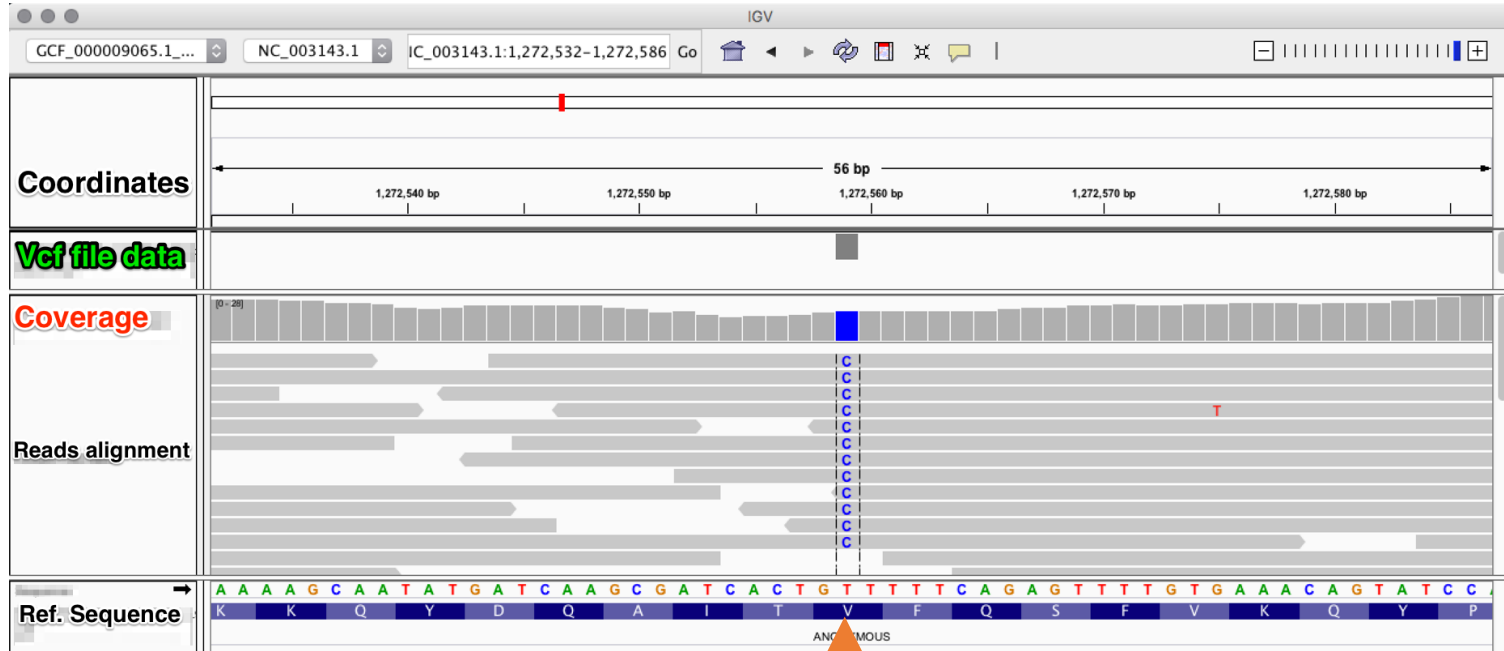 IGV
GCF_000009065.1_... NC_003143.1 IC_003143.1:1,272,532-1,272,586 Go
56 bp
Coordinates
1,272,540 bp 1,272,550 bp 1,272,560 bp 1,272,570 bp 1,272,580 bp
Vcf file data
Coverage
[0 - 28]
C
C
C
C T
C
C
C
C
C
C
C
C
Reads alignment
A A A A G C A A T A T G A T C A A G C G A T C A C T G T T T T T C A G A G T T T T G T G A A A C A G T A T C C
Ref. Sequence
K K Q Y D Q A I T V F Q S F V K Q Y P